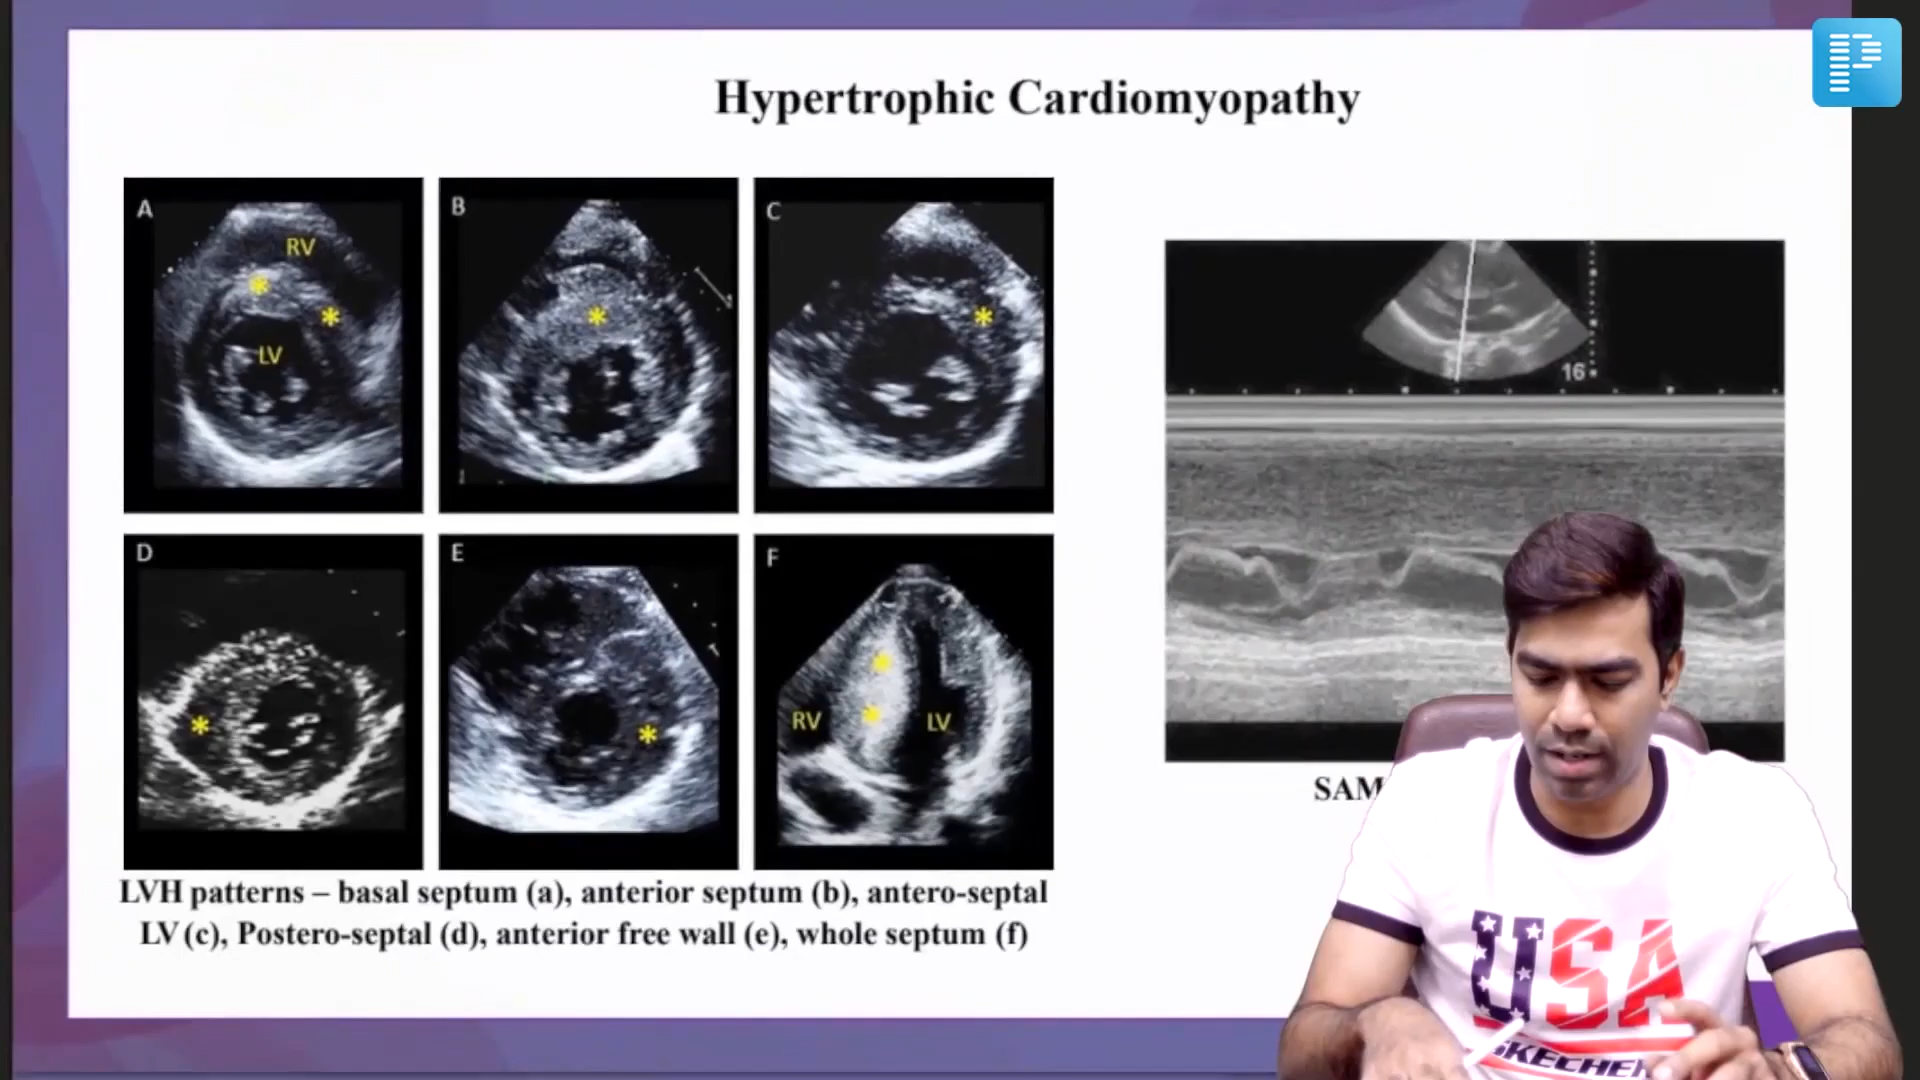 Hypertrophic Cardiomyopathy
A
RV
*
*
LV
B
*
C
*
D
*
E
*
F
*
*
RV
LV
LVH patterns – basal septum (a), anterior septum (b), antero-septal
LV (c), Postero-septal (d), anterior free wall (e), whole septum (f)
16
SAM
USA
P